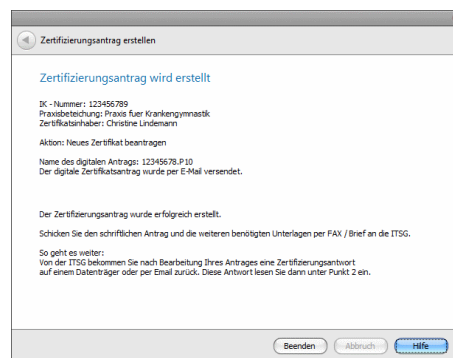 Zertifizierungsantrag erstellen
Zertifizierungsantrag wird erstellt
IK - Nummer: 123456789
Praxisbeteichung: Praxis fuer Krankengymnastik
Zertifikatsinhaber: Christine Lindemann
Aktion: Neues Zertifikat beantragen
Name des digitalen Antrags: 12345678.P10
Der digitale Zertifikatsantrag wurde per E-Mail versendet.
Der Zertifizierungsantrag wurde erfolgreich erstellt.
Schicken Sie den schriftlichen Antrag und die weiteren benötigten Unterlagen per FAX / Brief an die ITSG.
So geht es weiter:
Von der ITSG bekommen Sie nach Bearbeitung Ihres Antrages eine Zertifizierungsantwort
auf einem Datenträger oder per Email zurück. Diese Antwort lesen Sie dann unter Punkt 2 ein.
Beenden Abbruch Hilfe